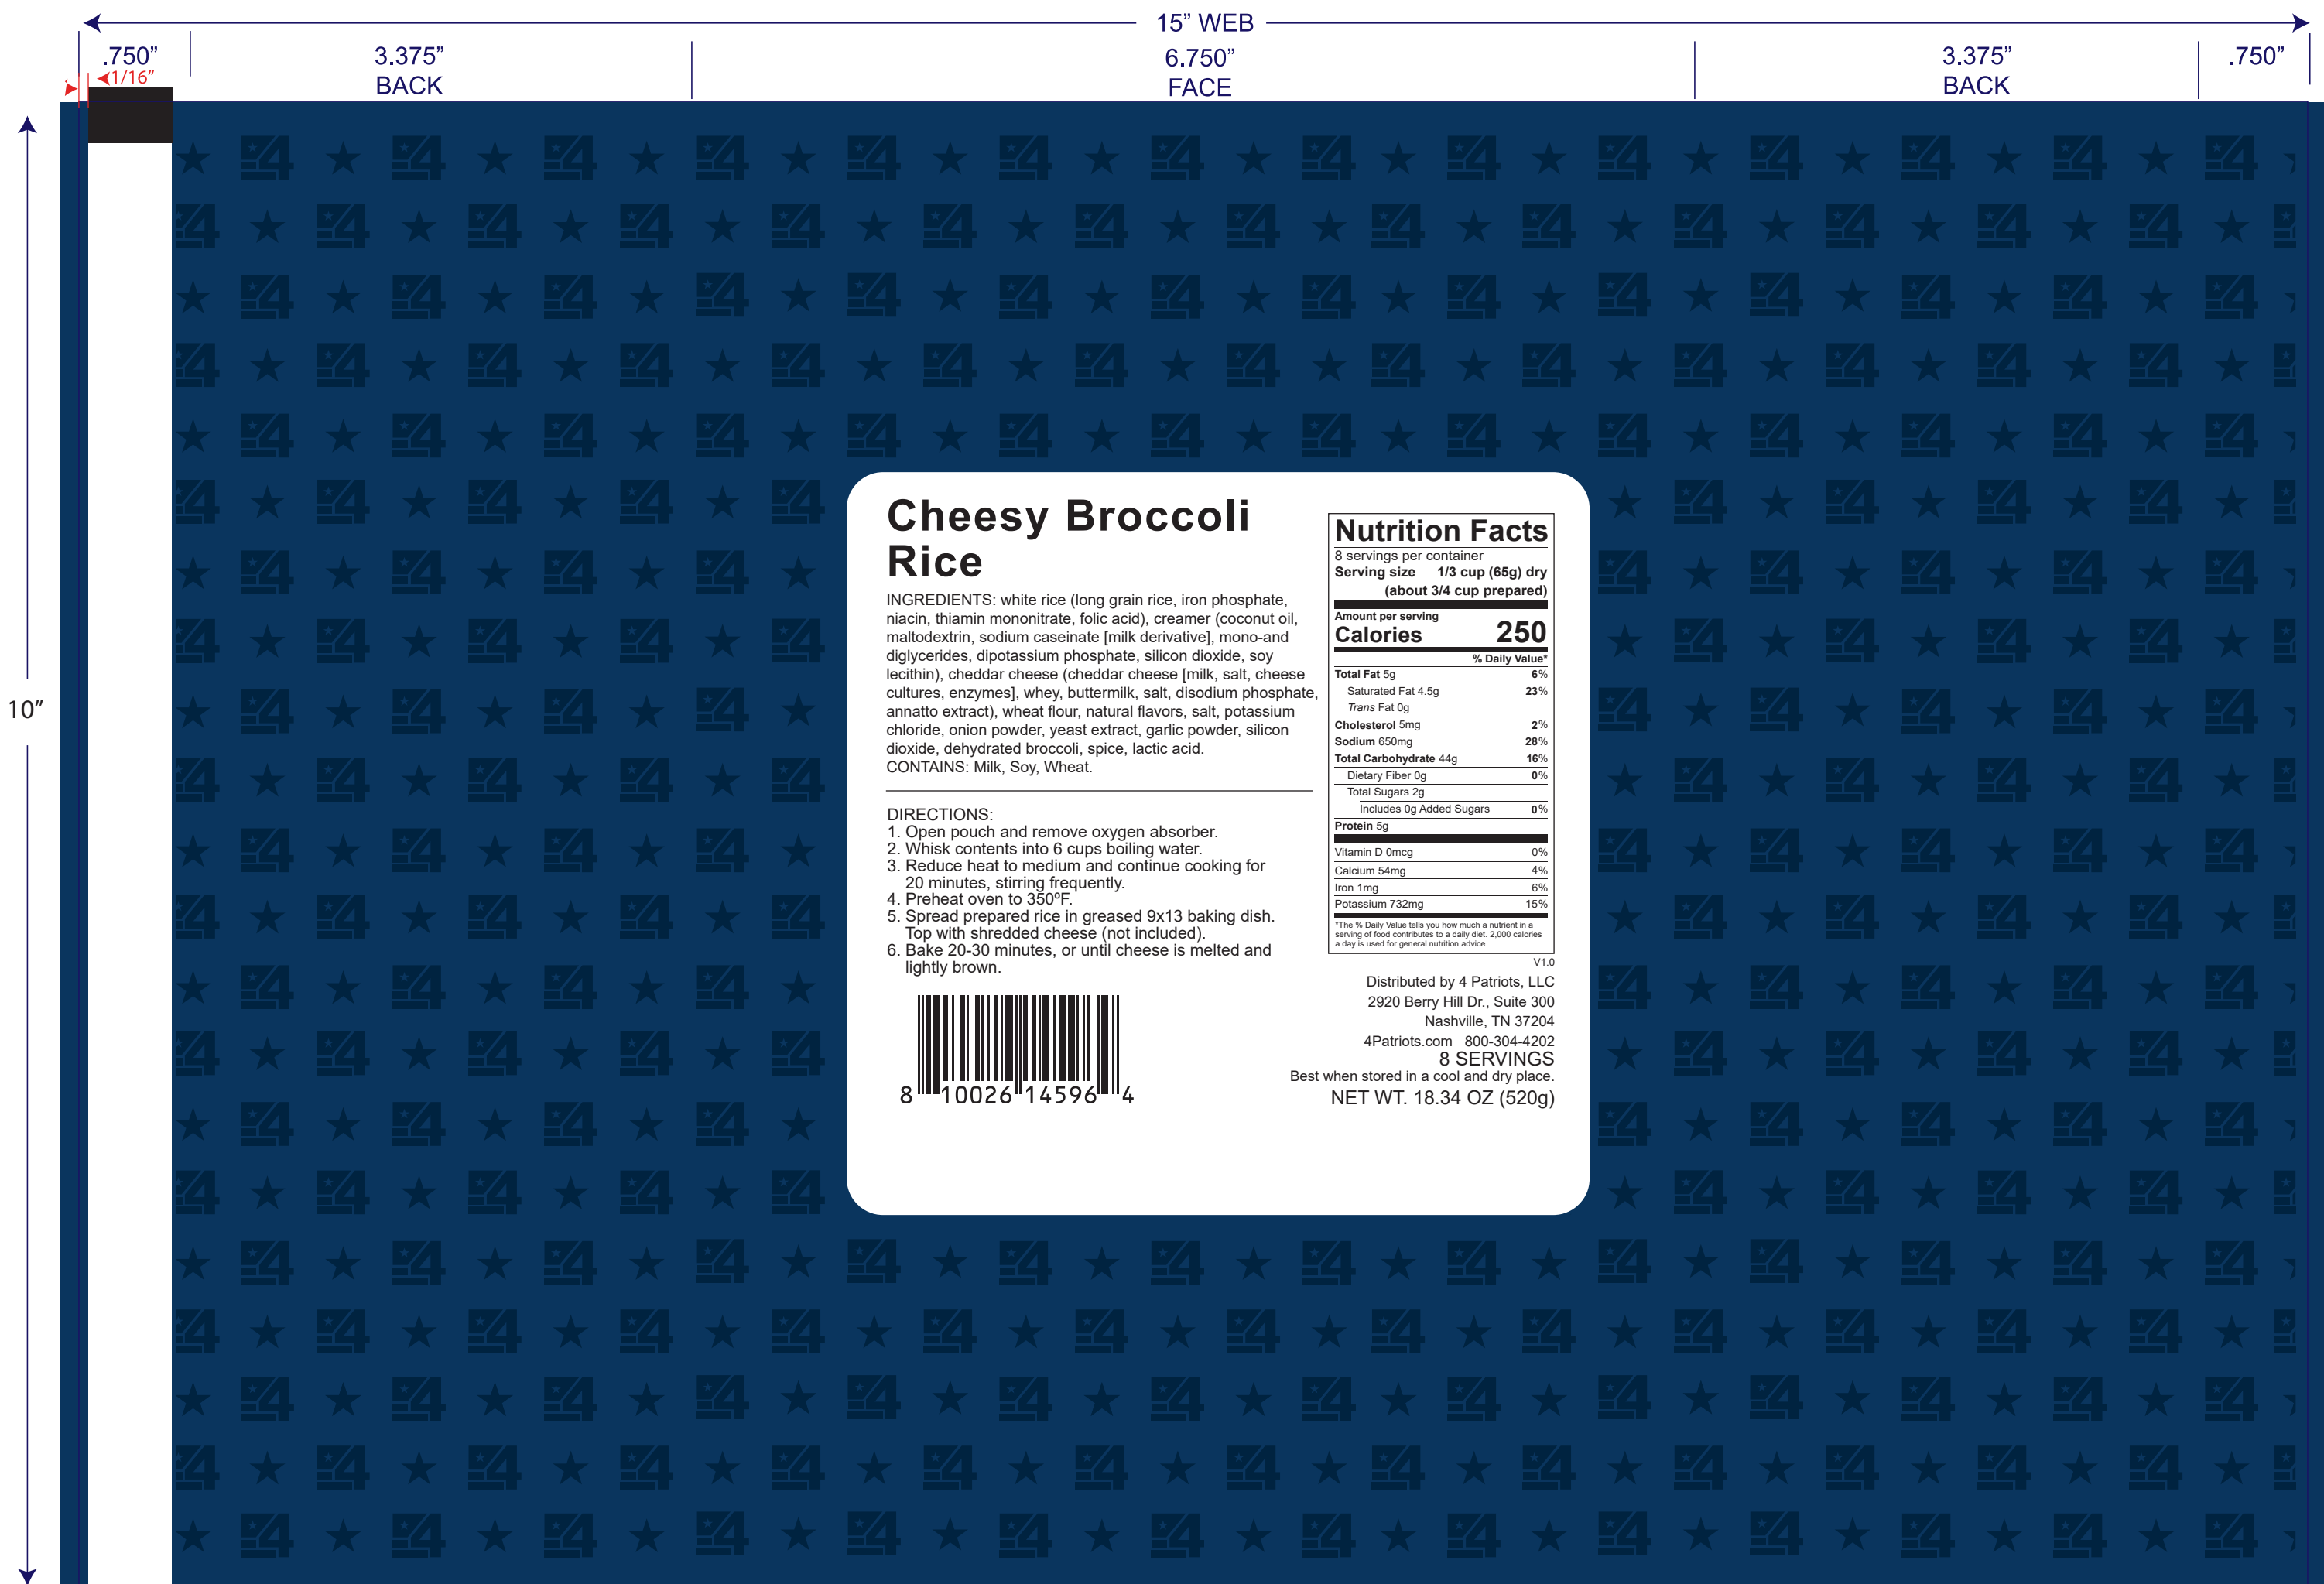 15” WEB
.750”
3.375”
6.750”
3.375”
.750”
1/16”
BACK
FACE
BACK
10”
Cheesy Broccoli
Rice
INGREDIENTS: white rice (long grain rice, iron phosphate,
niacin, thiamin mononitrate, folic acid), creamer (coconut oil,
maltodextrin, sodium caseinate [milk derivative], mono-and
diglycerides, dipotassium phosphate, silicon dioxide, soy
lecithin), cheddar cheese (cheddar cheese [milk, salt, cheese
cultures, enzymes], whey, buttermilk, salt, disodium phosphate,
annatto extract), wheat flour, natural flavors, salt, potassium
chloride, onion powder, yeast extract, garlic powder, silicon
dioxide, dehydrated broccoli, spice, lactic acid.
CONTAINS: Milk, Soy, Wheat.
DIRECTIONS:
1. Open pouch and remove oxygen absorber.
2. Whisk contents into 6 cups boiling water.
3. Reduce heat to medium and continue cooking for
20 minutes, stirring frequently.
4. Preheat oven to 350ºF.
5. Spread prepared rice in greased 9x13 baking dish.
Top with shredded cheese (not included).
6. Bake 20-30 minutes, or until cheese is melted and
lightly brown.
8 10026 14596 4
Nutrition Facts
8 servings per container
Serving size 1/3 cup (65g) dry
(about 3/4 cup prepared)
Amount per serving
Calories 250
% Daily Value*
Total Fat 5g 6%
Saturated Fat 4.5g 23%
Trans Fat 0g
Cholesterol 5mg 2%
Sodium 650mg 28%
Total Carbohydrate 44g 16%
Dietary Fiber 0g 0%
Total Sugars 2g
Includes 0g Added Sugars 0%
Protein 5g
Vitamin D 0mcg 0%
Calcium 54mg 4%
Iron 1mg 6%
Potassium 732mg 15%
*The % Daily Value tells you how much a nutrient in a
serving of food contributes to a daily diet. 2,000 calories
a day is used for general nutrition advice.
V1.0
Distributed by 4 Patriots, LLC
2920 Berry Hill Dr., Suite 300
Nashville, TN 37204
4Patriots.com 800-304-4202
8 SERVINGS
Best when stored in a cool and dry place.
NET WT. 18.34 OZ (520g)